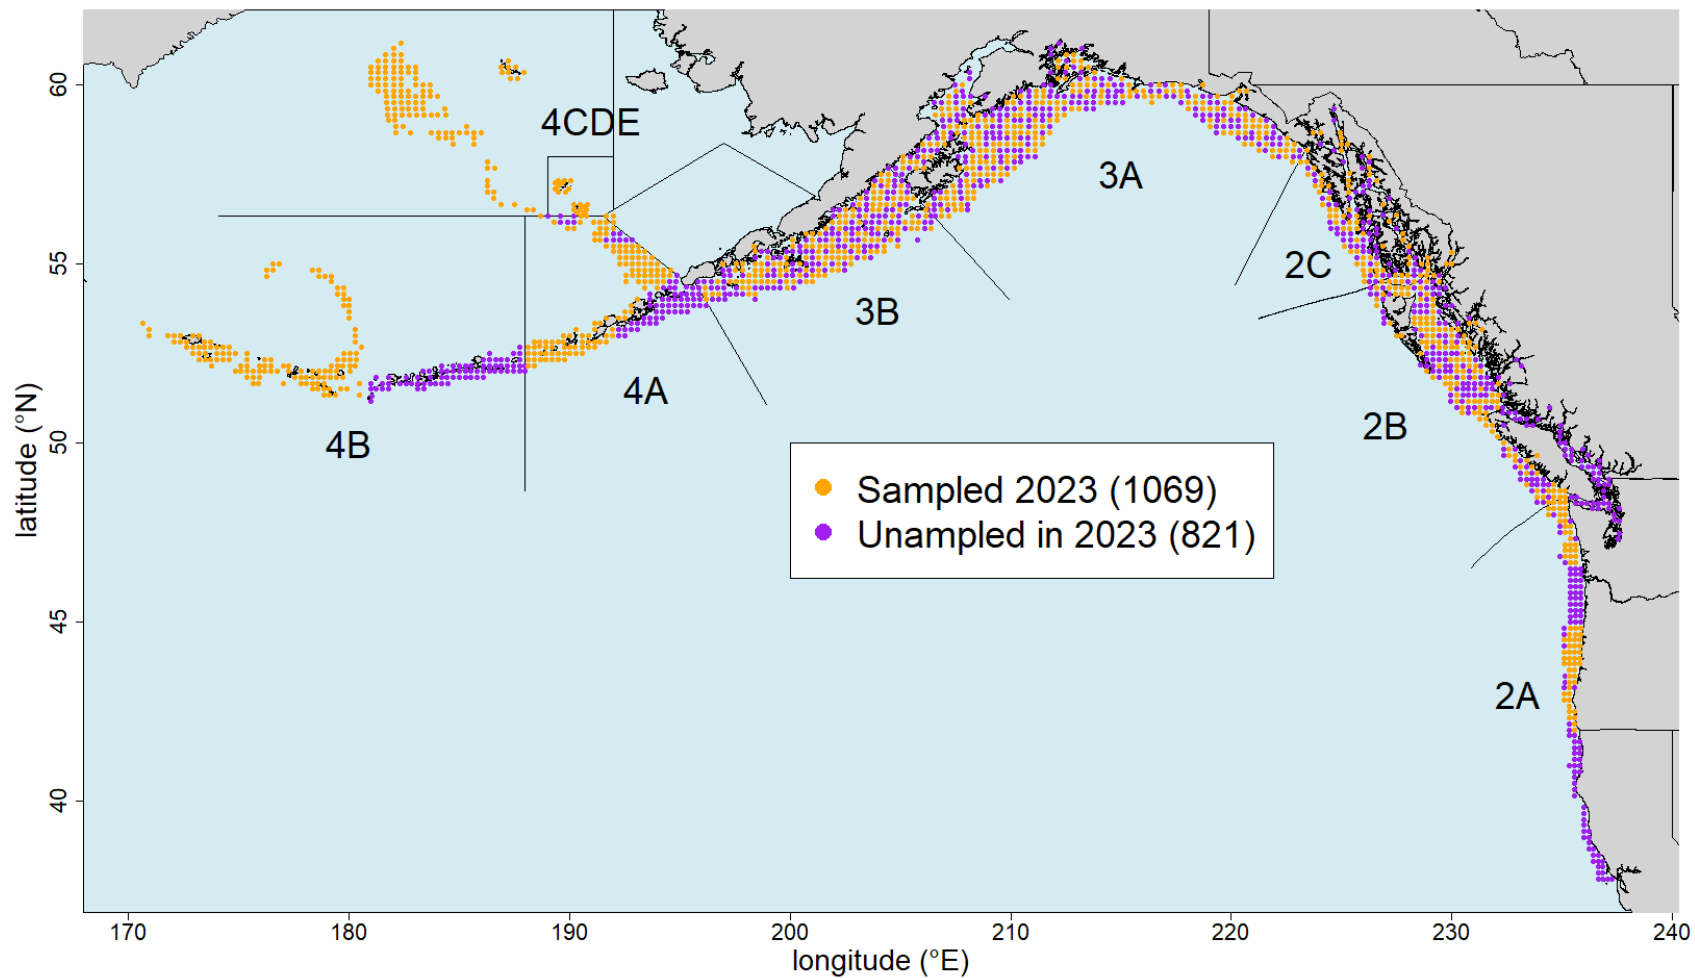 4CDE
3A
2C
3B
4A
2B
4B
Sampled 2023 (1069)
Unampled in 2023 (821)
2A
latitude (°N)
60
55
50
45
40
170
180
190
200
210
220
230
240
longitude (°E)